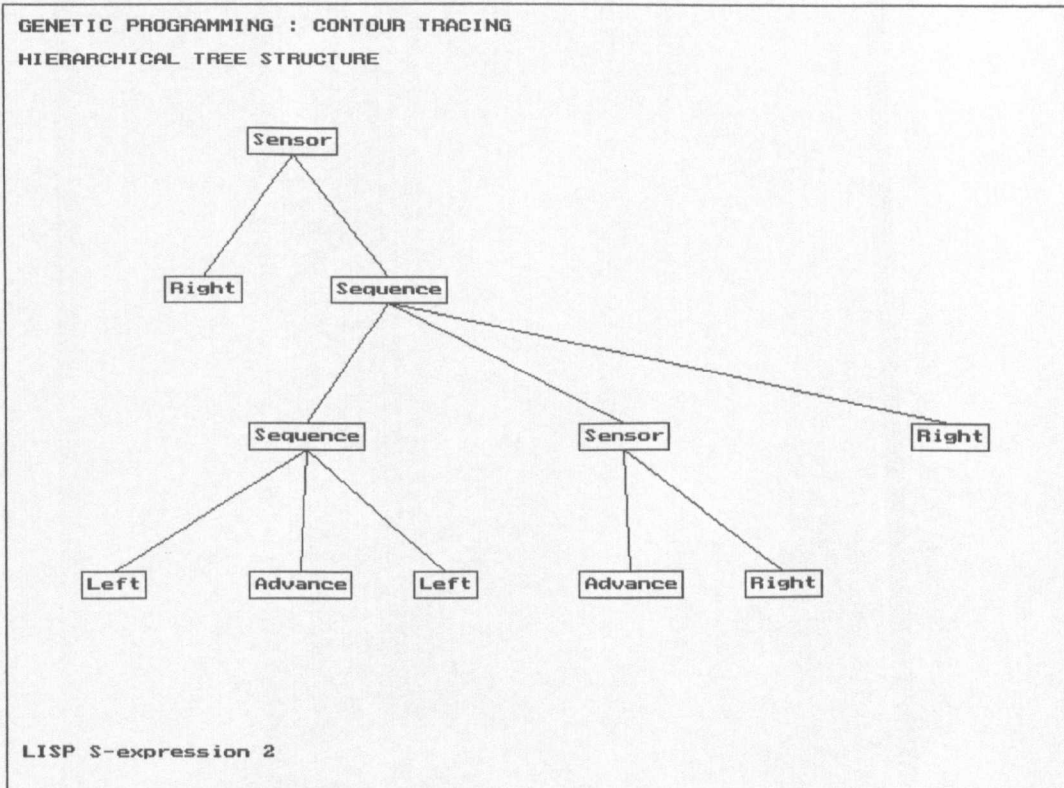 GENETIC PROGRAMMING : CONTOUR TRACING
HIERARCHICAL TREE STRUCTURE
Sensor
Right Sequence
Sequence Sensor Right
Left Advance Left Advance Right
LISP S-expression 2